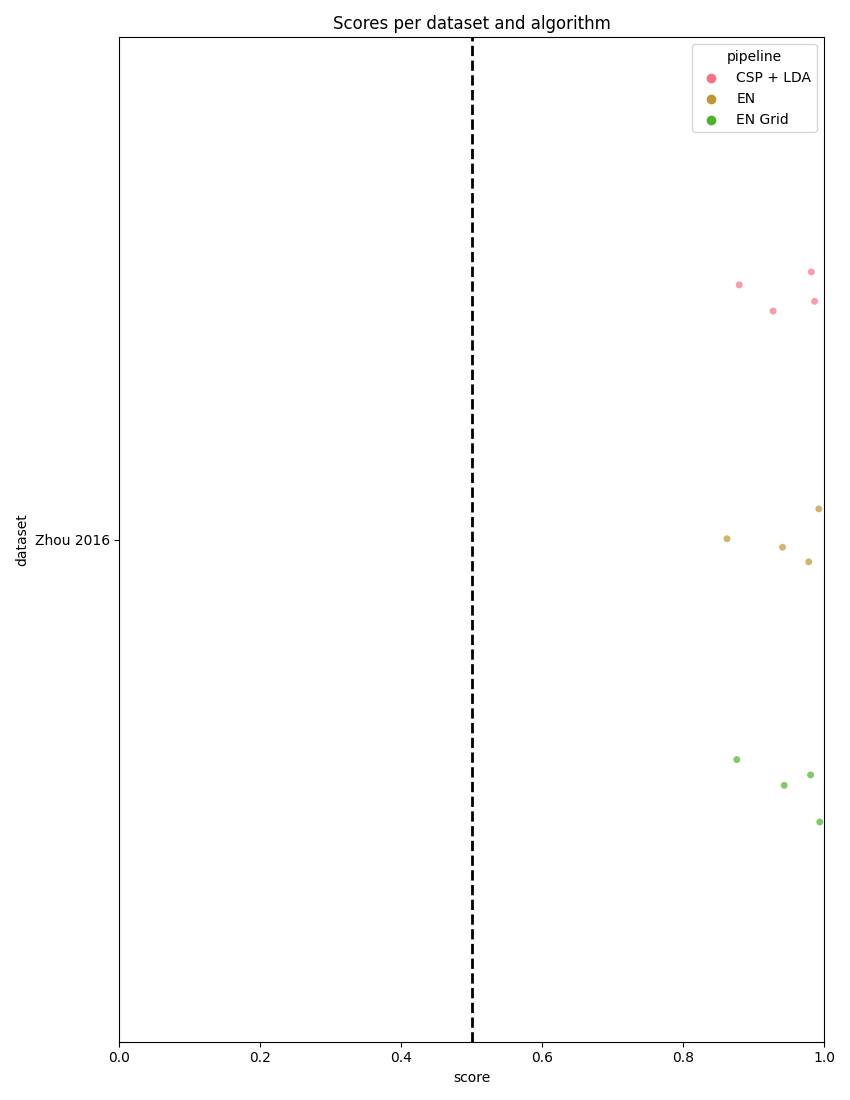 Scores per dataset and algorithm
pipeline
CSP + LDA
EN
EN Grid
dataset
Zhou 2016
0.0
0.2
0.4
0.6
0.8
1.0
score